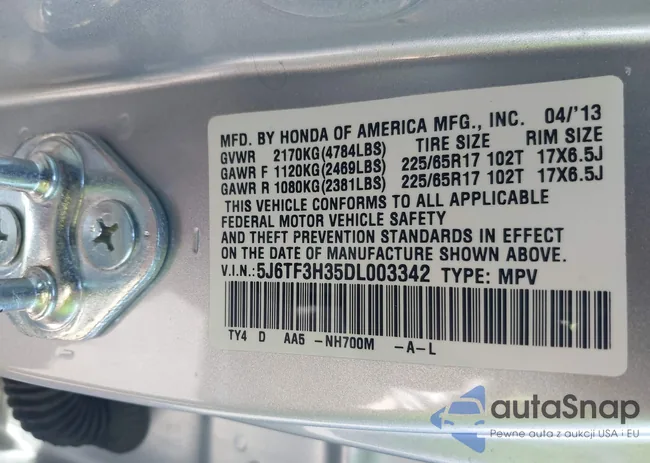 MFD. BY HONDA OF AMERICA MFG., INC. 04/'13
GVWR 2170KG(4784LBS) TIRE SIZE RIM SIZE
GAWR F 1120KG(2469LBS) 225/65R17 102T 17X6.5J
GAWR R 1080KG(2381LBS) 225/65R17 102T 17X6.5J
THIS VEHICLE CONFORMS TO ALL APPLICABLE
FEDERAL MOTOR VEHICLE SAFETY
AND THEFT PREVENTION STANDARDS IN EFFECT
ON THE DATE OF MANUFACTURE SHOWN ABOVE.
V.I.N.:5J6TF3H35DL003342 TYPE: MPV
TY4 D AA5 -NH700M -A-L
autaSnap
Pewne auta z aukcji USA i EU